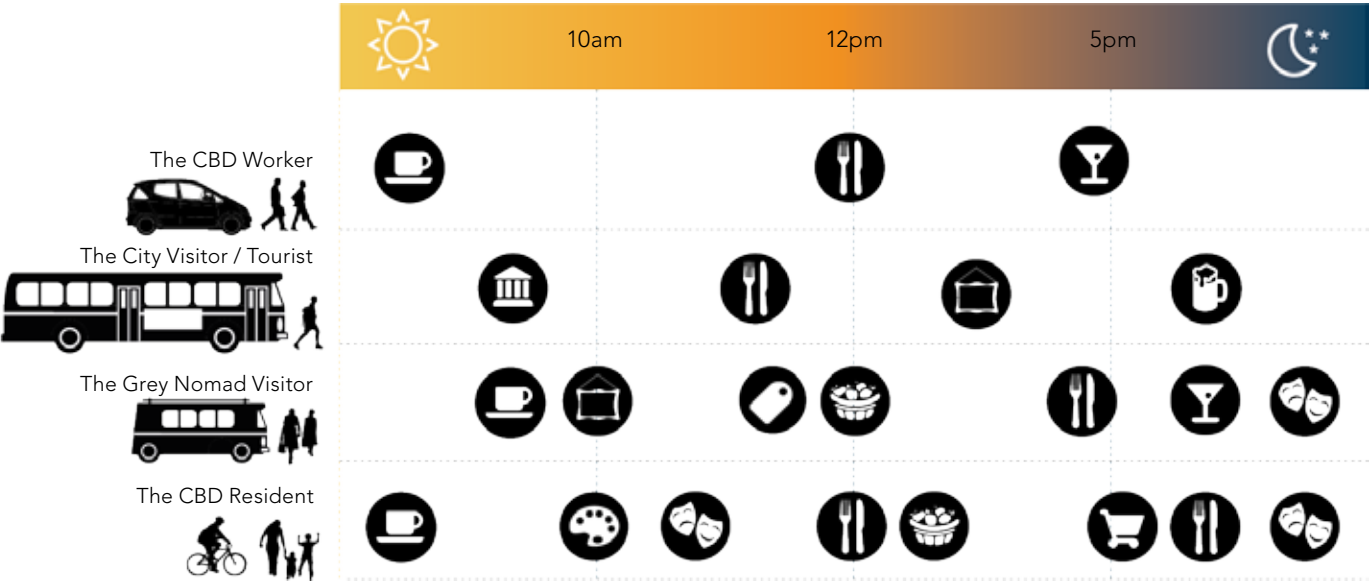 10am
12pm
5pm
The CBD Worker
The City Visitor / Tourist
The Grey Nomad Visitor
The CBD Resident